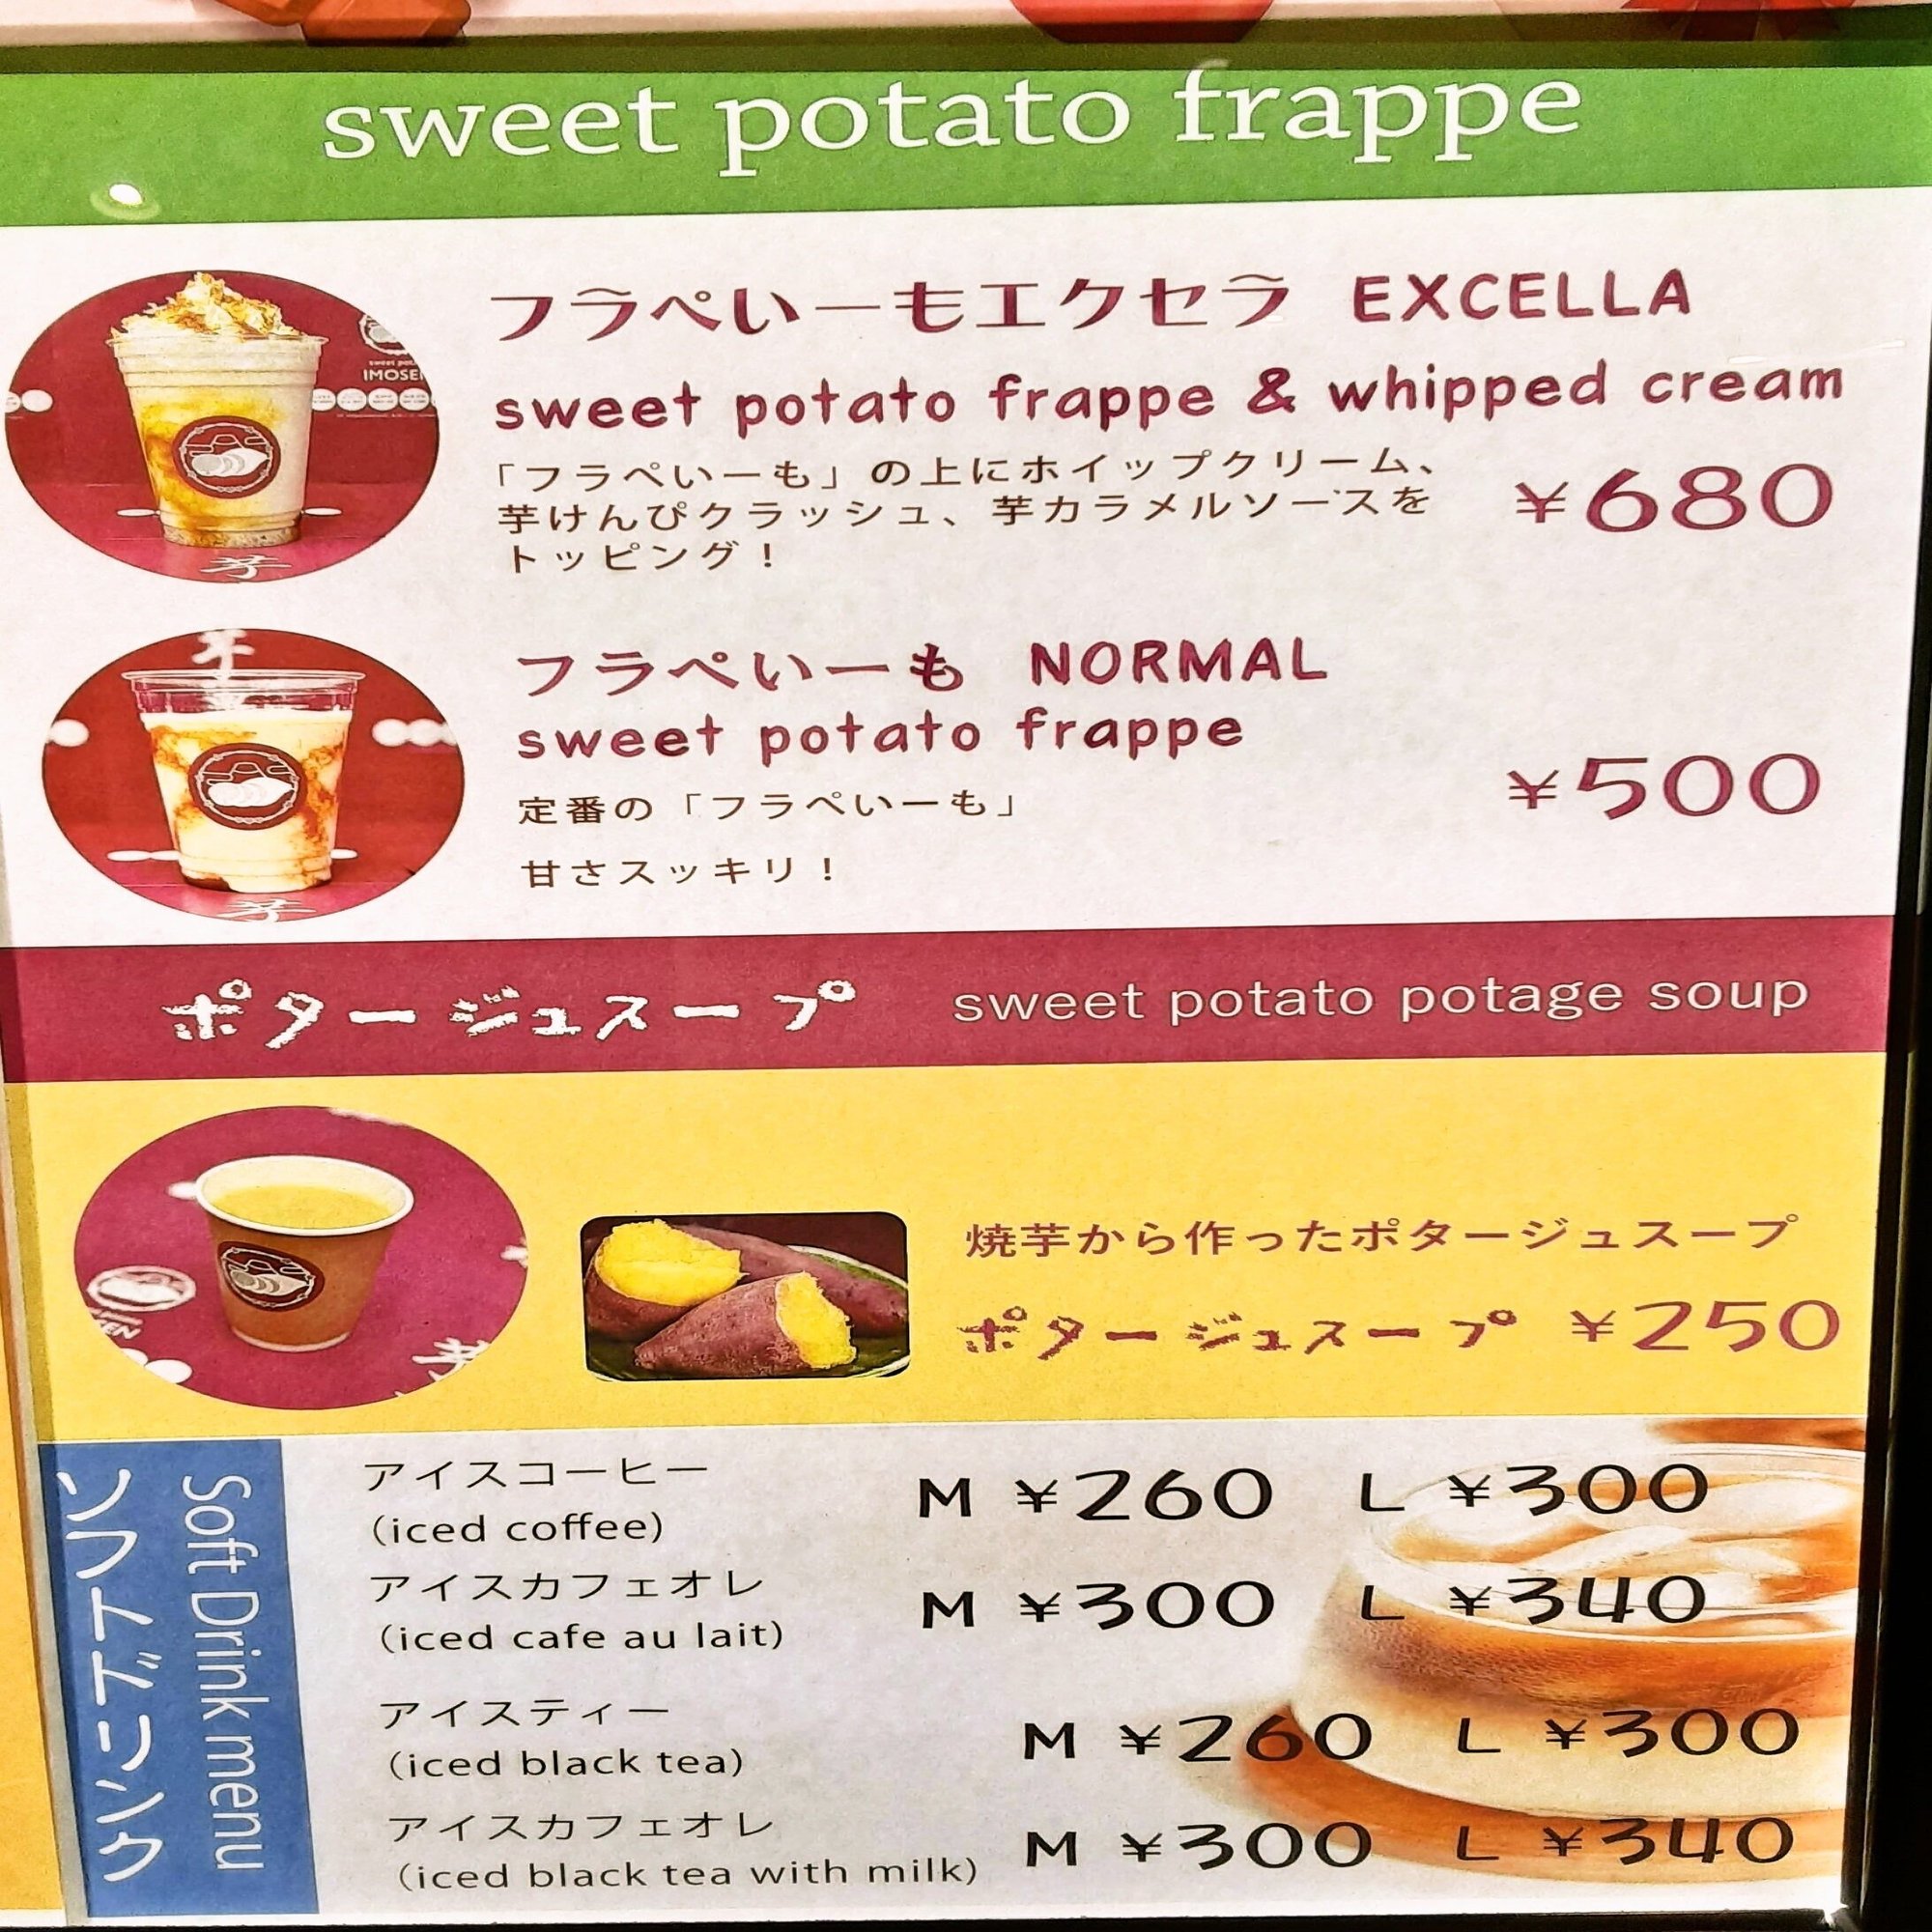 sweet potato frappe
フラぺいーもエクセラ EXCELLA
sweet potato frappe & whipped cream
「フラぺいーも」の上にホイップクリーム、
芋けんぴクラッシュ、芋カラメルソースを
トッピング！
¥680
IMOSE
芋
フラぺいーも NORMAL
sweet potato frappe
定番の「フラぺいーも」
甘さスッキリ！
¥500
芋
芋
ポタージュスープ sweet potato potage soup
焼芋から作ったポタージュスープ
ポタージュスープ ¥250
ソフトドリンク
Soft Drink menu
アイスコーヒー
(iced coffee)
M ¥260 L ¥300
アイスカフェオレ
(iced cafe au lait)
M ¥300 L ¥340
アイスティー
(iced black tea)
M ¥260 L ¥300
アイスカフェオレ
(iced black tea with milk)
M ¥300 L ¥340